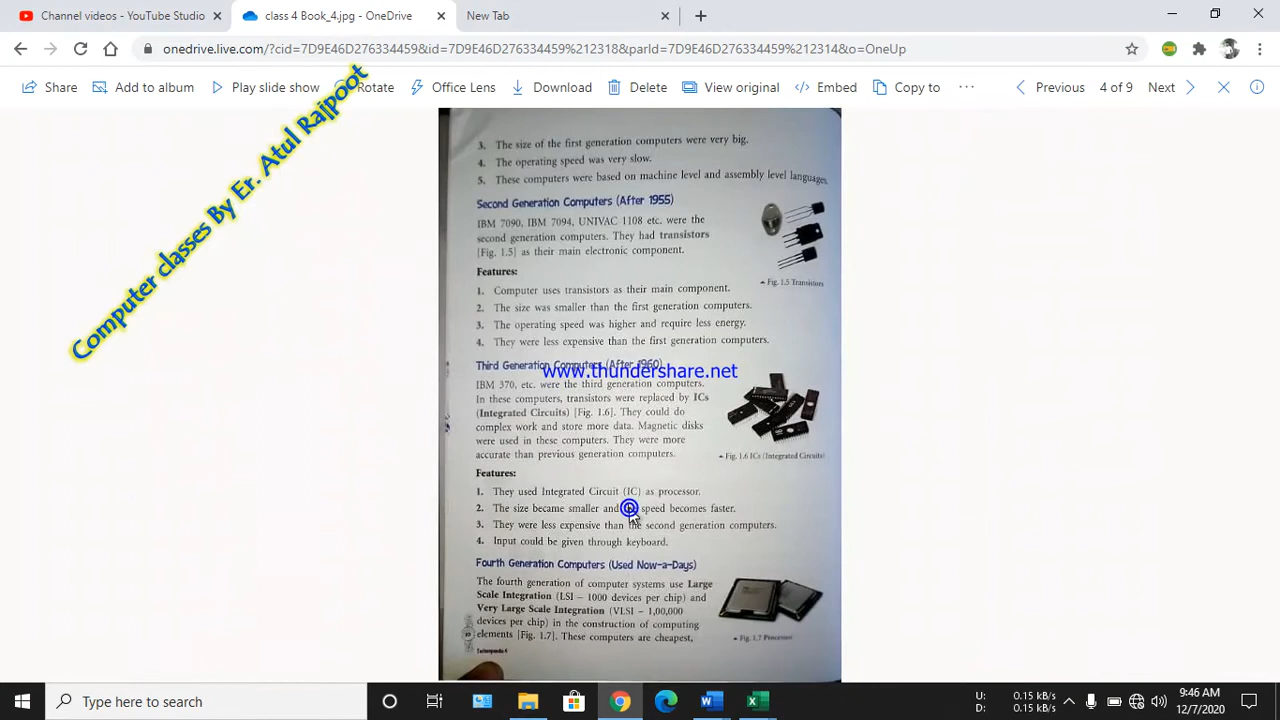 Channel videos - YouTube Studio
class 4 Book_4.jpg - OneDrive
New Tab
onedrive.live.com/?cid=7D9E46D276334459&id=7D9E46D276334459%212318&parId=7D9E46D276334459%212314&o=OneUp
Share
Add to album
Play slide show
Rotate
Office Lens
Download
Delete
View original
Embed
Copy to
Previous
4 of 9
Next
Computer classes By Er. Atul Rajpoot
3. The size of the first generation computers were very big.
4. The operating speed was very slow.
5. These computers were based on machine level and assembly level languages.
Second Generation Computers (After 1955)
IBM 7090, IBM 7094, UNIVAC 1108 etc. were the
second generation computers. They had transistors
[Fig. 1.5] as their main electronic component.
Fig. 1.5 Transistors
Features:
1. Computer uses transistors as their main component.
2. The size was smaller than the first generation computers.
3. The operating speed was higher and require less energy.
4. They were less expensive than the first generation computers.
Third Generation Computers (After 1960)
www.thundershare.net
IBM 370, etc. were the third generation computers.
In these computers, transistors were replaced by ICs
(Integrated Circuits) [Fig. 1.6]. They could do
complex work and store more data. Magnetic disks
were used in these computers. They were more
accurate than previous generation computers.
Fig. 1.6 ICs (Integrated Circuits)
Features:
1. They used Integrated Circuit (IC) as processor.
2. The size became smaller and speed becomes faster.
3. They were less expensive than the second generation computers.
4. Input could be given through keyboard.
Fourth Generation Computers (Used Now-a-Days)
The fourth generation of computer systems use Large
Scale Integration (LSI – 1000 devices per chip) and
Very Large Scale Integration (VLSI – 1,00,000
devices per chip) in the construction of computing
elements [Fig. 1.7]. These computers are cheapest,
Fig. 1.7 Processor
Type here to search
U: 0.15 kB/s
D: 0.15 kB/s
9:46 AM
12/7/2020